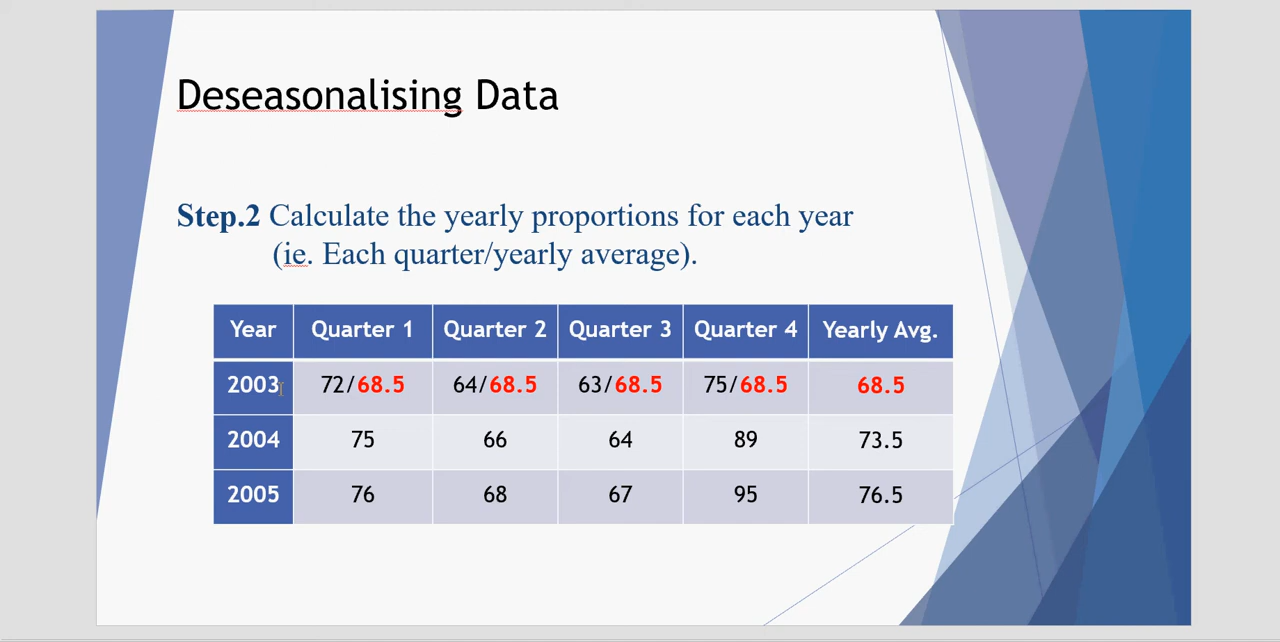 Deseasonalising Data
Step.2 Calculate the yearly proportions for each year
(ie. Each quarter/yearly average).
Year Quarter 1 Quarter 2 Quarter 3 Quarter 4 Yearly Avg.
2003 72/68.5 64/68.5 63/68.5 75/68.5 68.5
2004 75 66 64 89 73.5
2005 76 68 67 95 76.5